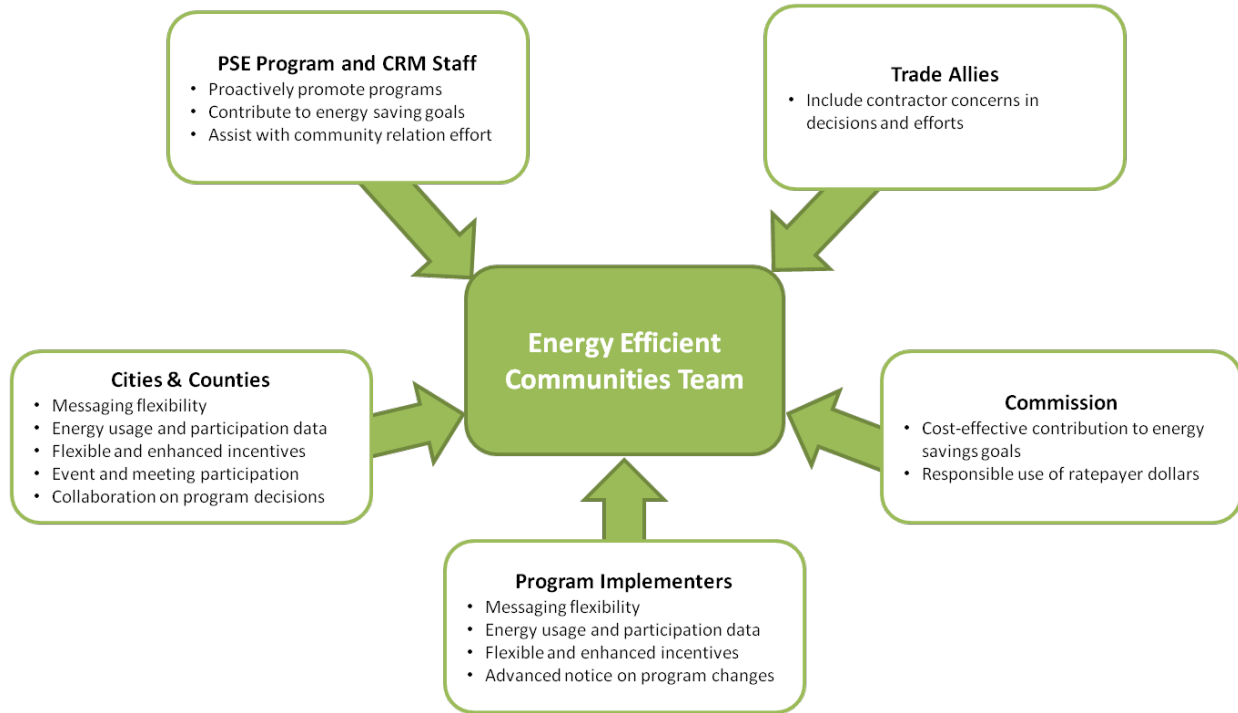 PSE Program and CRM Staff
• Proactively promote programs
• Contribute to energy saving goals
• Assist with community relation effort
Trade Allies
• Include contractor concerns in
decisions and efforts
Energy Efficient
Communities Team
Cities & Counties
• Messaging flexibility
• Energy usage and participation data
• Flexible and enhanced incentives
• Event and meeting participation
• Collaboration on program decisions
Commission
• Cost-effective contribution to energy
savings goals
• Responsible use of ratepayer dollars
Program Implementers
• Messaging flexibility
• Energy usage and participation data
• Flexible and enhanced incentives
• Advanced notice on program changes